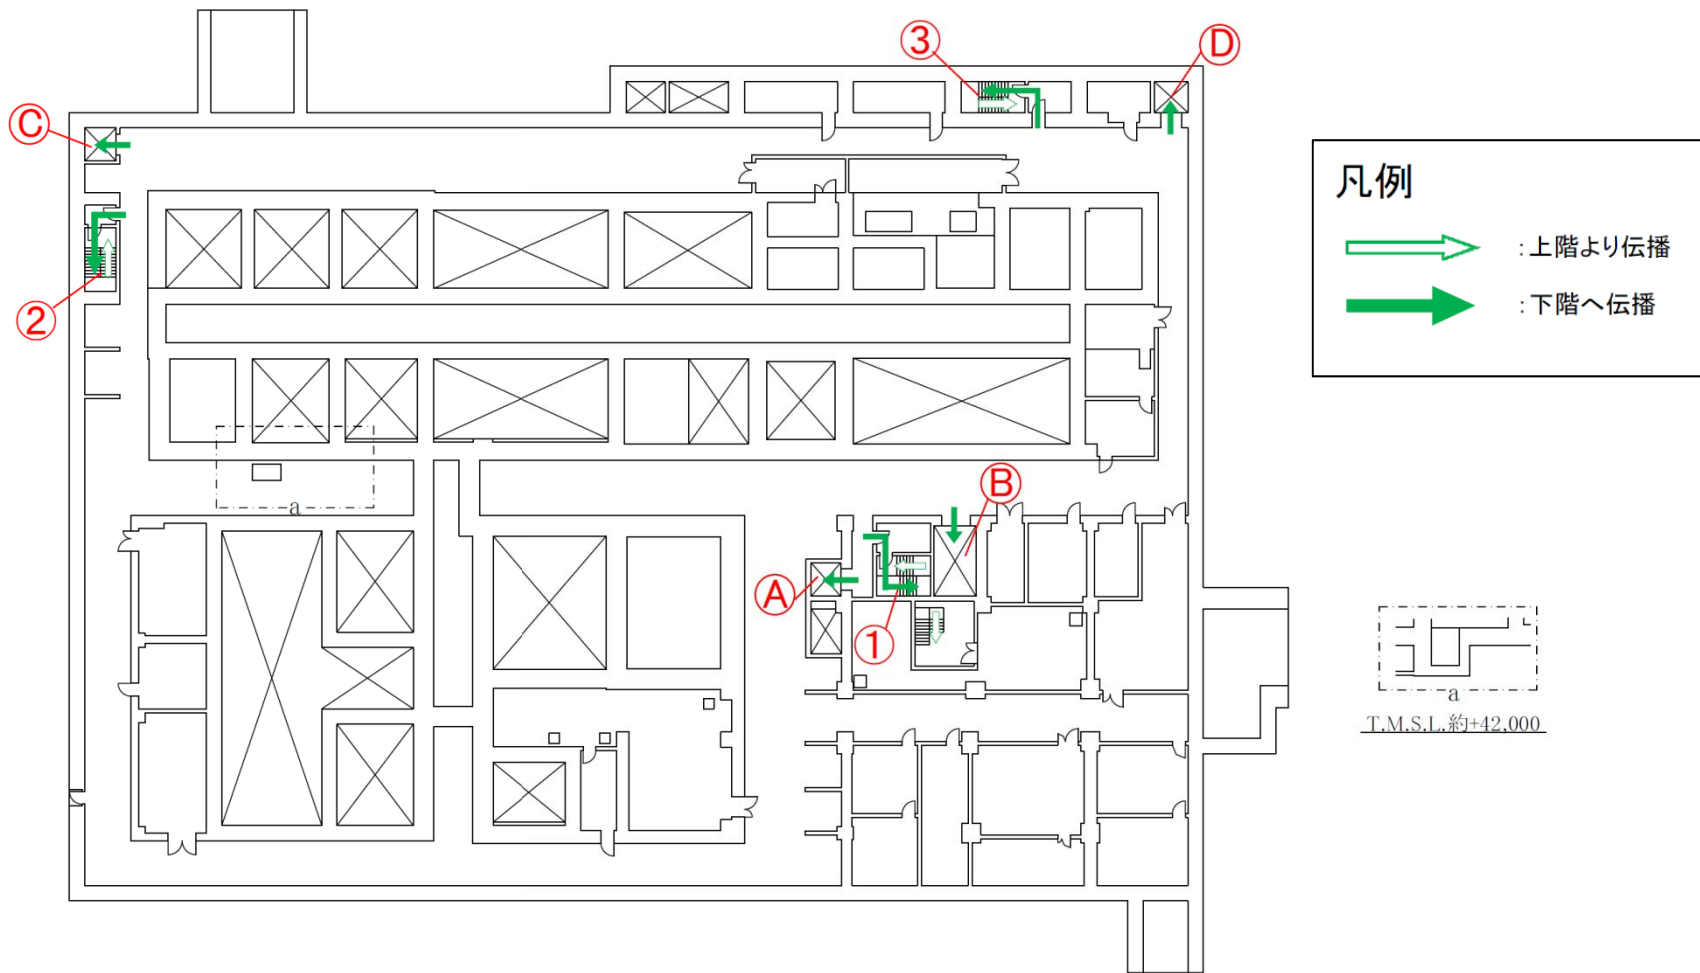 ③
Ⓓ
Ⓒ
凡例
:上階より伝播
②
:下階へ伝播
a
Ⓑ
Ⓐ
①
a
T.M.S.L.約+42,000